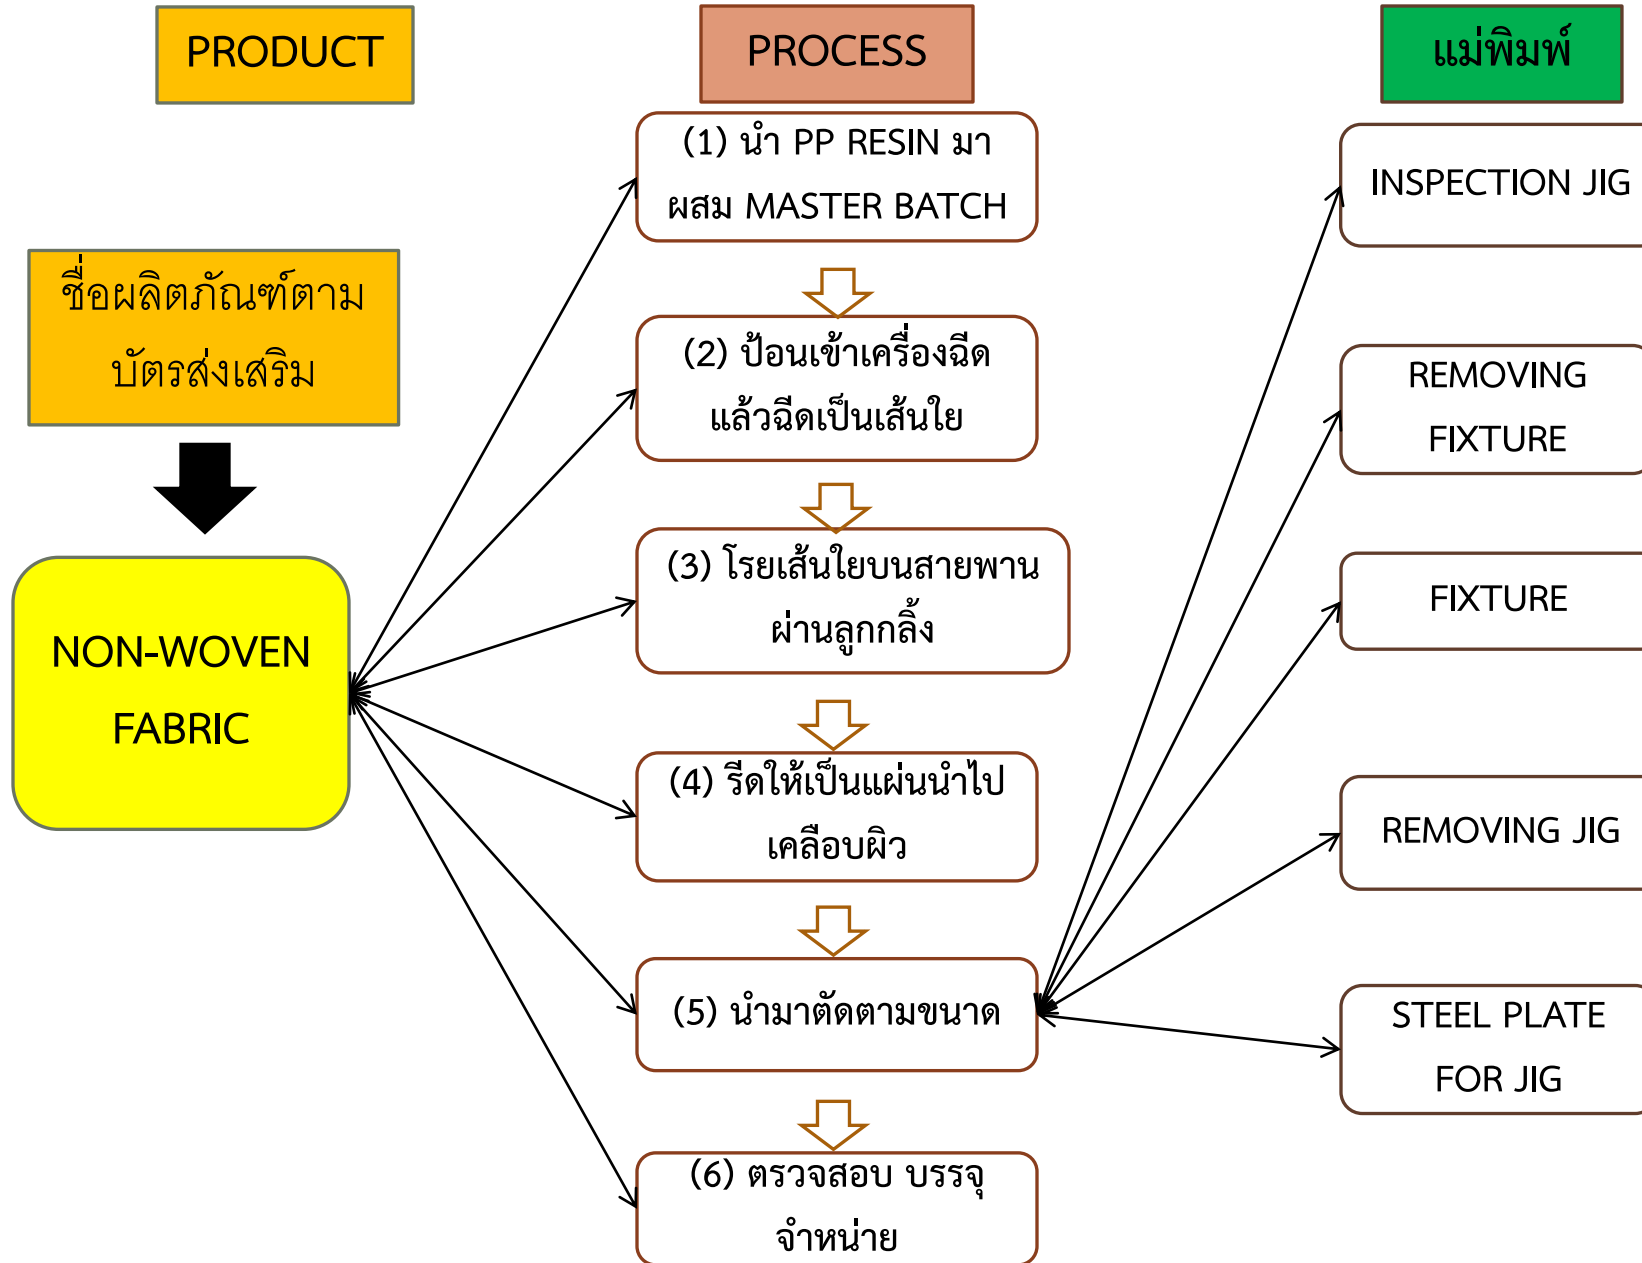 PRODUCT
PROCESS
แม่พิมพ์
ชื่อผลิตภัณฑ์ตาม
บัตรส่งเสริม
NON-WOVEN
FABRIC
(1) นำ PP RESIN มา
ผสม MASTER BATCH
(2) ป้อนเข้าเครื่องฉีด
แล้วฉีดเป็นเส้นใย
(3) โรยเส้นใยบนสายพาน
ผ่านลูกกลิ้ง
(4) รีดให้เป็นแผ่นนำไป
เคลือบผิว
(5) นำมาตัดตามขนาด
(6) ตรวจสอบ บรรจุ
จำหน่าย
INSPECTION JIG
REMOVING
FIXTURE
FIXTURE
REMOVING JIG
STEEL PLATE
FOR JIG